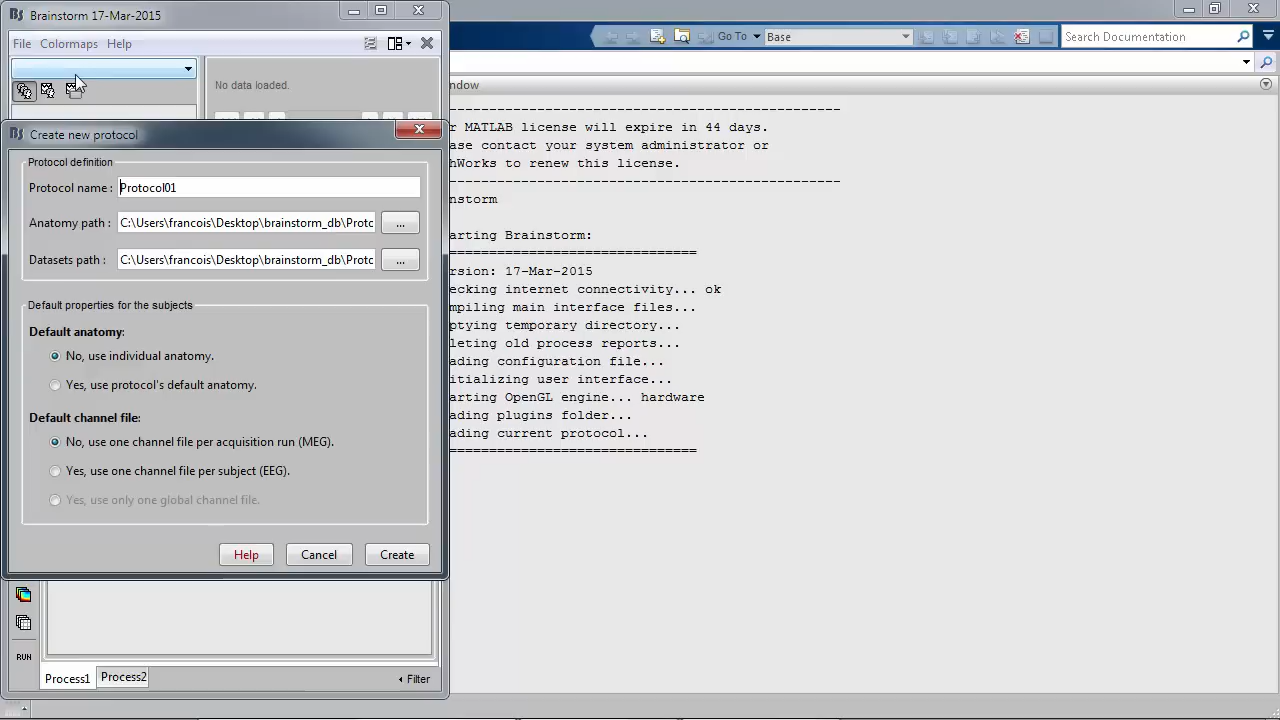 Brainstorm 17-Mar-2015
File Colormaps Help
Go To Base
Search Documentation
No data loaded.
Create new protocol
Protocol definition
Protocol name : Protocol01
Anatomy path : C:\Users\francois\Desktop\brainstorm_db\Protc ...
Datasets path : C:\Users\francois\Desktop\brainstorm_db\Protc ...
Default properties for the subjects
Default anatomy:
No, use individual anatomy.
Yes, use protocol's default anatomy.
Default channel file:
No, use one channel file per acquisition run (MEG).
Yes, use one channel file per subject (EEG).
Yes, use only one global channel file.
Help Cancel Create
RUN
Process1 Process2 Filter
ndow
----------------------------------------
r MATLAB license will expire in 44 days.
ase contact your system administrator or
hWorks to renew this license.
----------------------------------------
nstorm
arting Brainstorm:
============================
rsion: 17-Mar-2015
ecking internet connectivity... ok
mpiling main interface files...
ptying temporary directory...
leting old process reports...
ading configuration file...
itializing user interface...
arting OpenGL engine... hardware
ading plugins folder...
ading current protocol...
============================